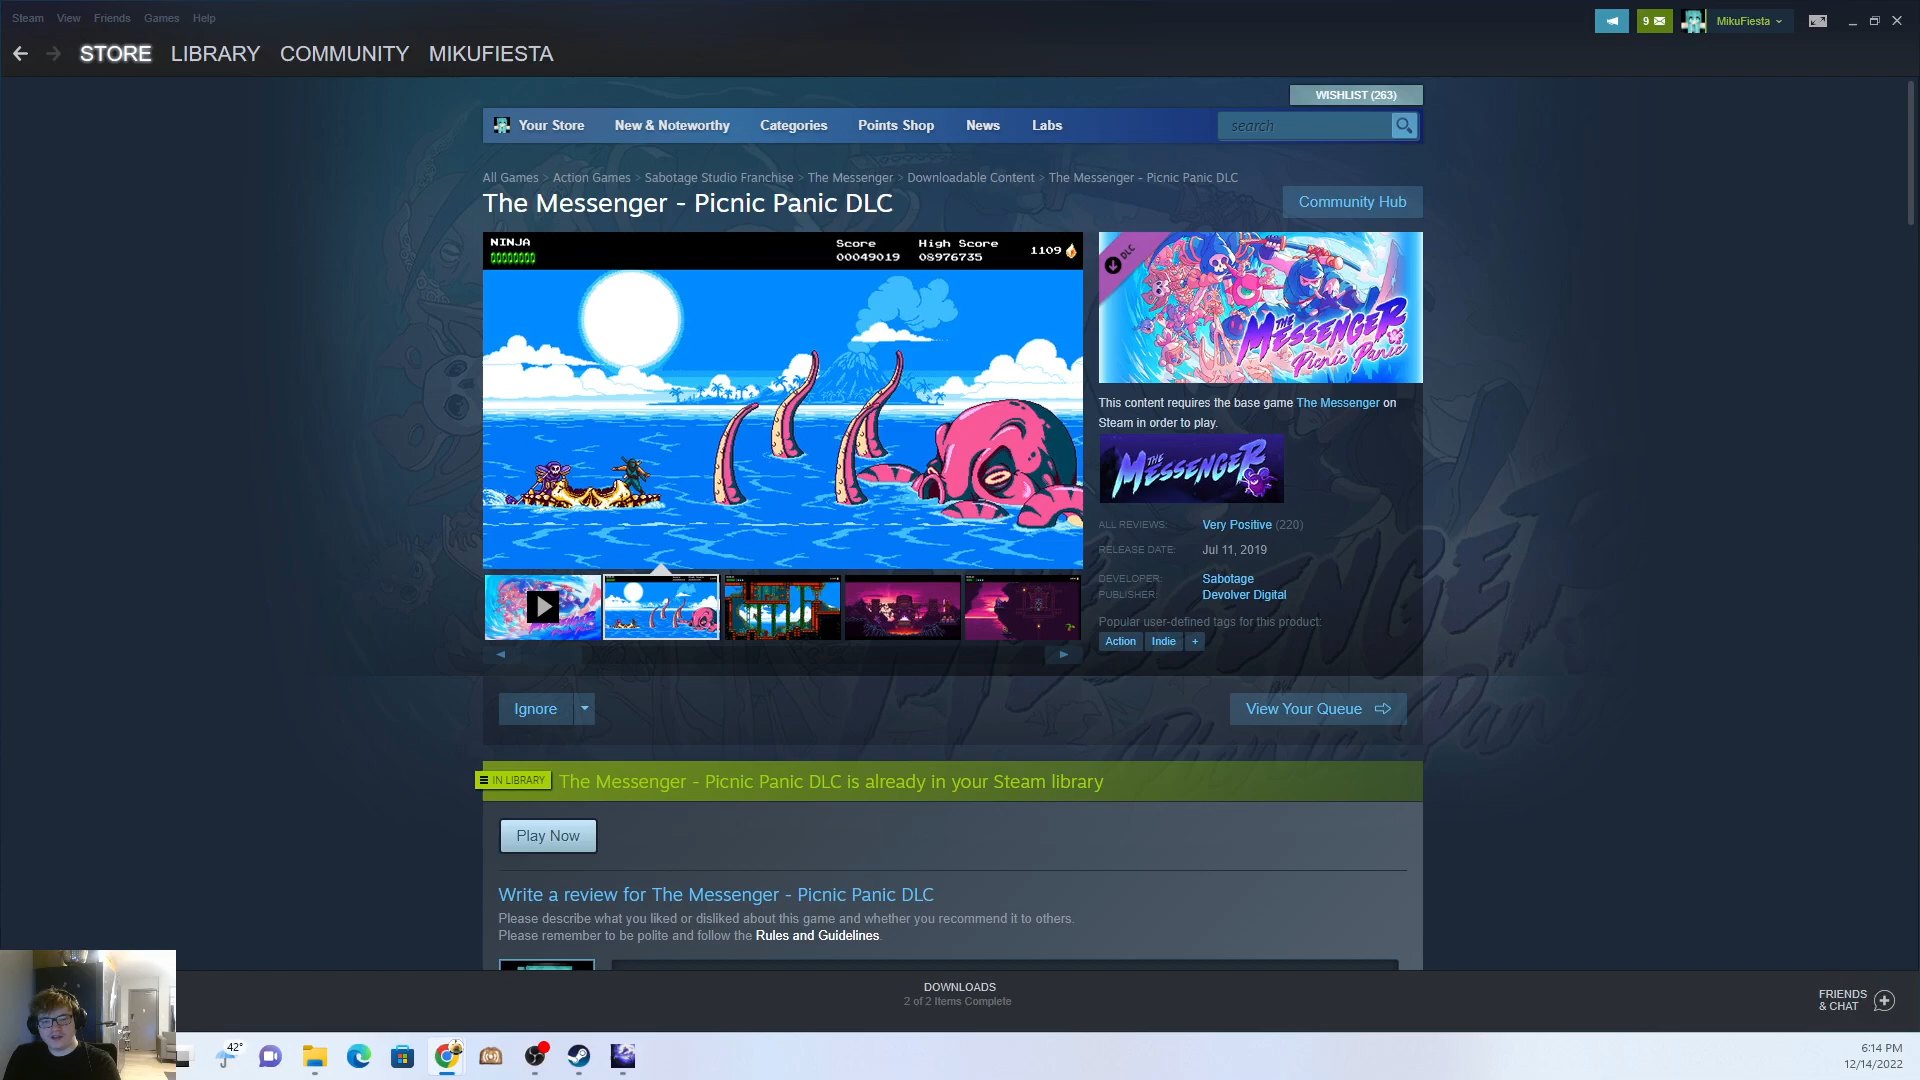 Steam View Friends Games Help
9 MikuFiesta
STORE LIBRARY COMMUNITY MIKUFIESTA
WISHLIST (263)
Your Store New & Noteworthy Categories Points Shop News Labs search
All Games > Action Games > Sabotage Studio Franchise > The Messenger > Downloadable Content > The Messenger - Picnic Panic DLC
The Messenger - Picnic Panic DLC
Community Hub
NINJA Score High Score
00049019 08976735 1109
DLC
THE MESSENGER
Picnic Panic
This content requires the base game The Messenger on
Steam in order to play.
THE MESSENGER
ALL REVIEWS: Very Positive (220)
RELEASE DATE: Jul 11, 2019
DEVELOPER: Sabotage
PUBLISHER: Devolver Digital
Popular user-defined tags for this product:
Action Indie +
Ignore
View Your Queue
IN LIBRARY The Messenger - Picnic Panic DLC is already in your Steam library
Play Now
Write a review for The Messenger - Picnic Panic DLC
Please describe what you liked or disliked about this game and whether you recommend it to others.
Please remember to be polite and follow the Rules and Guidelines.
DOWNLOADS
2 of 2 Items Complete
FRIENDS
& CHAT
42°
6:14 PM
12/14/2022